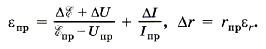 ε_пр = (Δℰ + ΔU) / (ℰ_пр − U_пр) + ΔI / I_пр, Δr = r_пр ε_r.